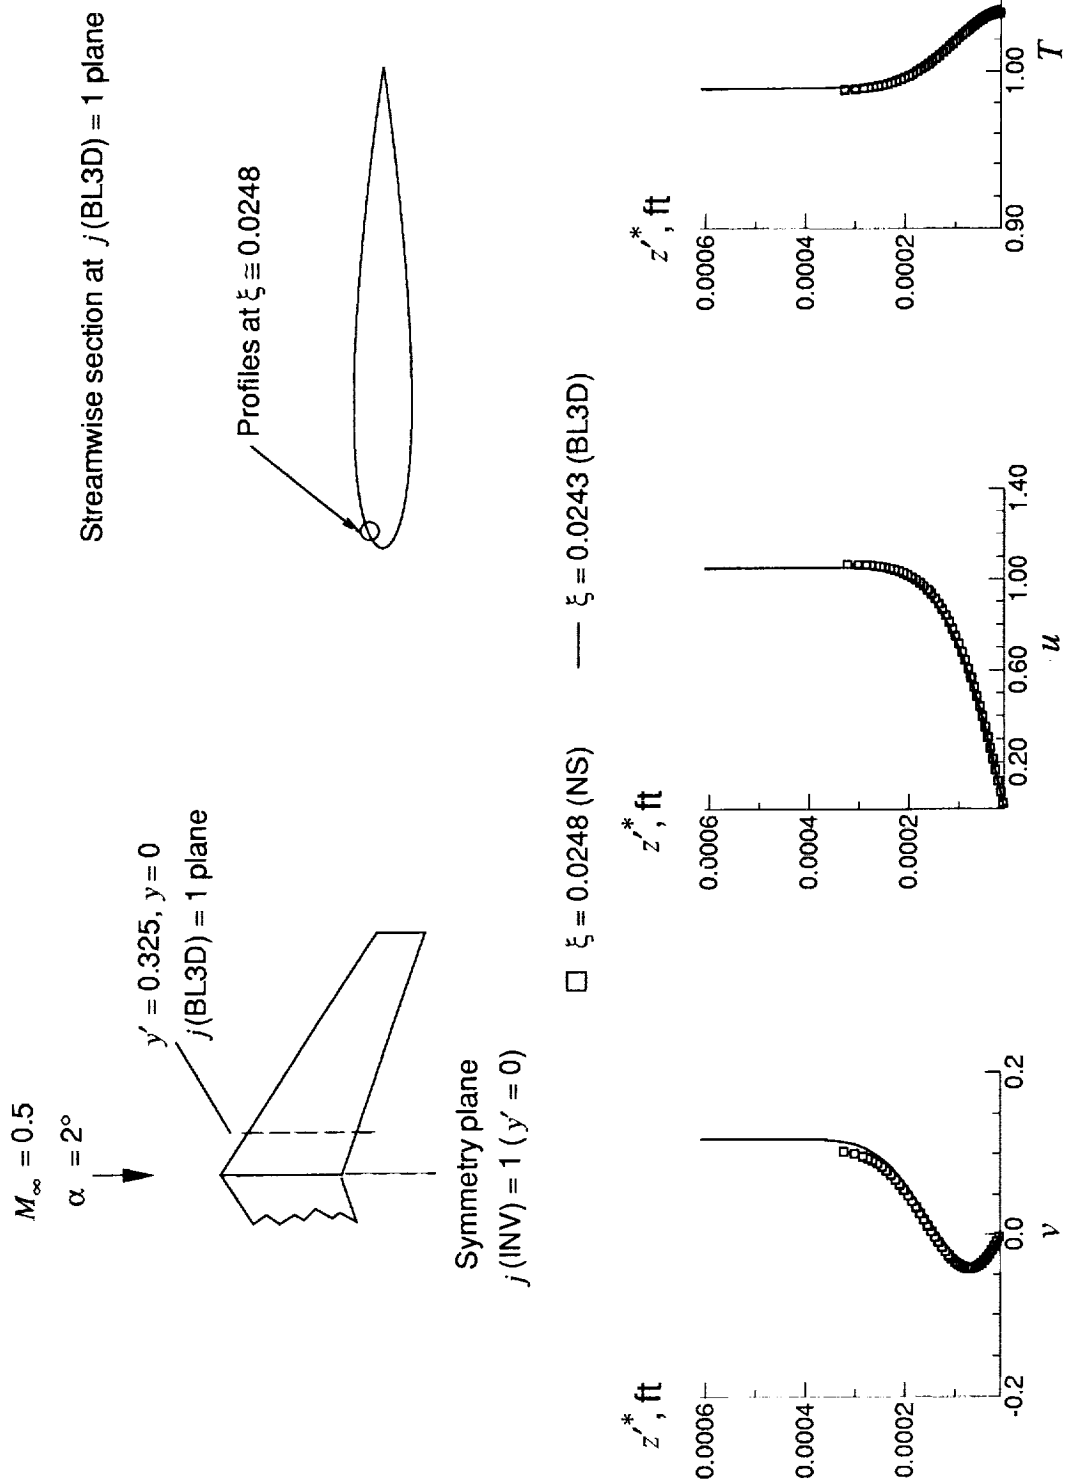 M∞ = 0.5
α = 2°
y′ = 0.325, y = 0
j (BL3D) = 1 plane
Symmetry plane
j (INV) = 1 ( y′ = 0)
Streamwise section at j (BL3D) = 1 plane
Profiles at ξ ≅ 0.0248
□ ξ = 0.0248 (NS) — ξ = 0.0243 (BL3D)
z′*, ft
0.0006
0.0004
0.0002
-0.2 0.0 0.2
v
z′*, ft
0.0006
0.0004
0.0002
0.20 0.60 1.00 1.40
u
z′*, ft
0.0006
0.0004
0.0002
0.90 1.00
T